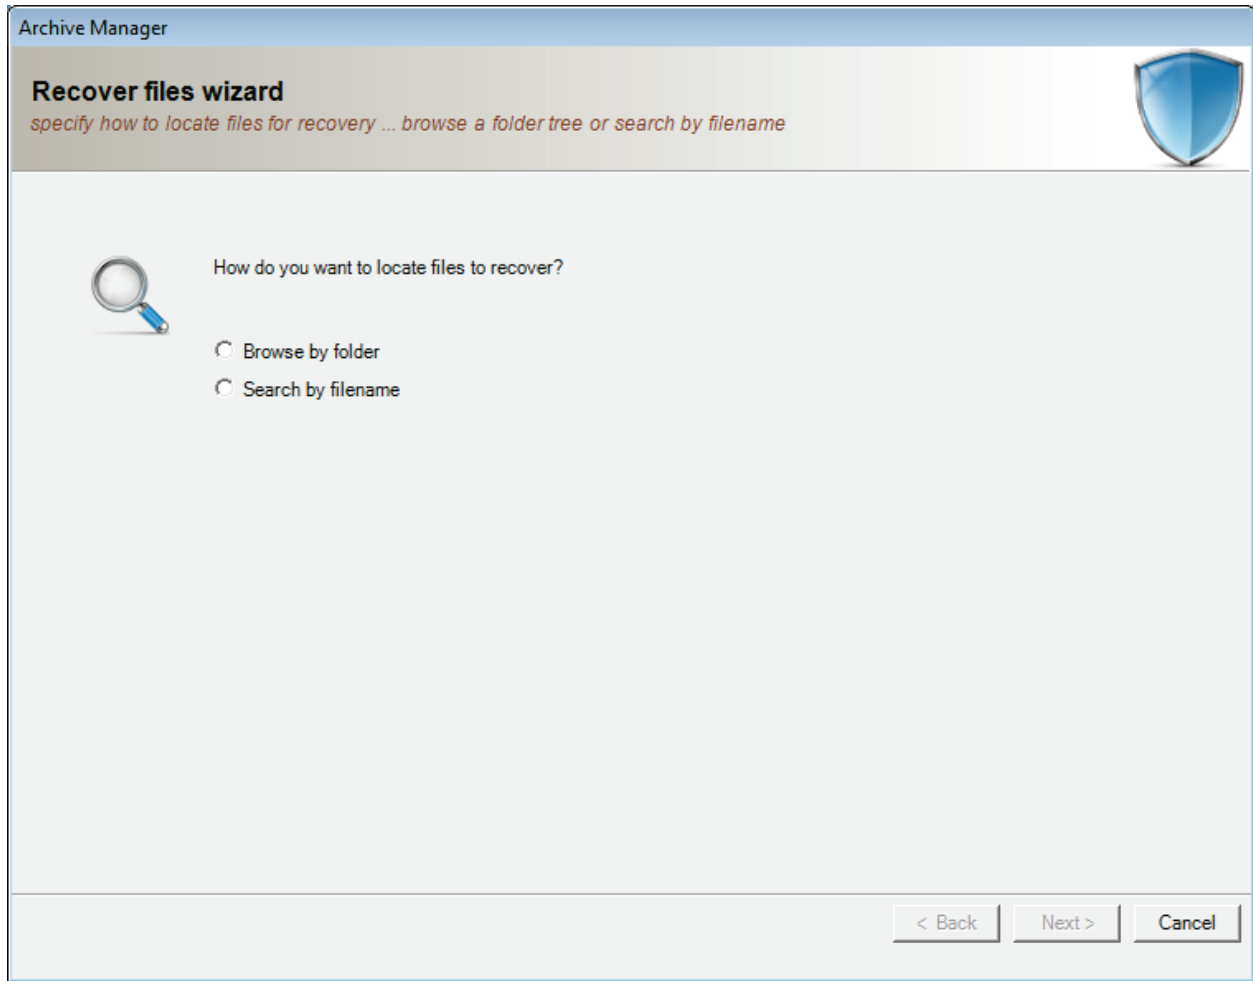 Archive Manager
Recover files wizard
specify how to locate files for recovery ... browse a folder tree or search by filename
How do you want to locate files to recover?
Browse by folder
Search by filename
< Back Next > Cancel